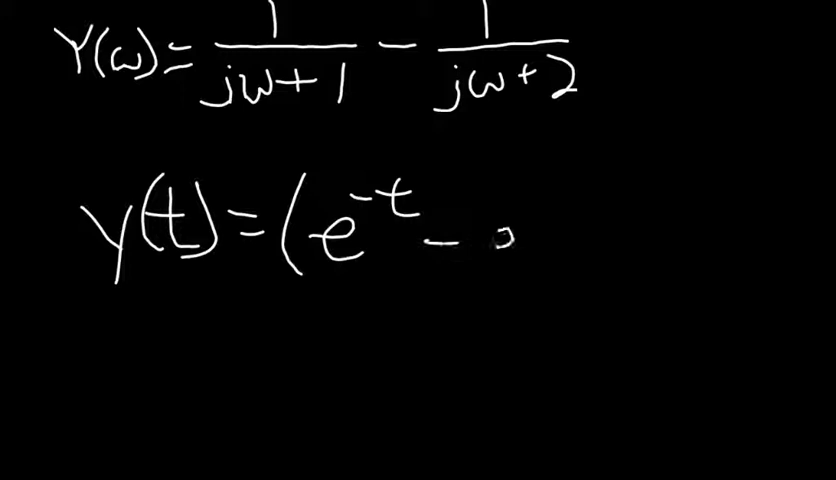 Y(ω) = 1/(jω+1) - 1/(jω+2)
y(t) = (e^-t -